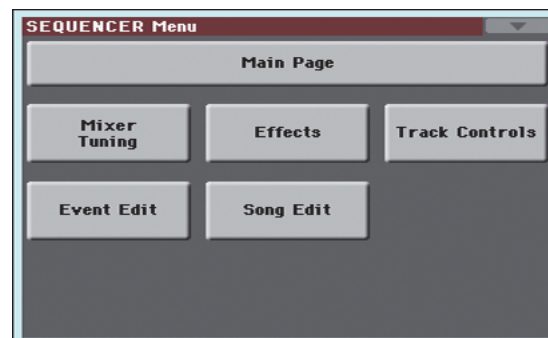 SEQUENCER Menu
Main Page
Mixer
Tuning
Effects
Track Controls
Event Edit
Song Edit